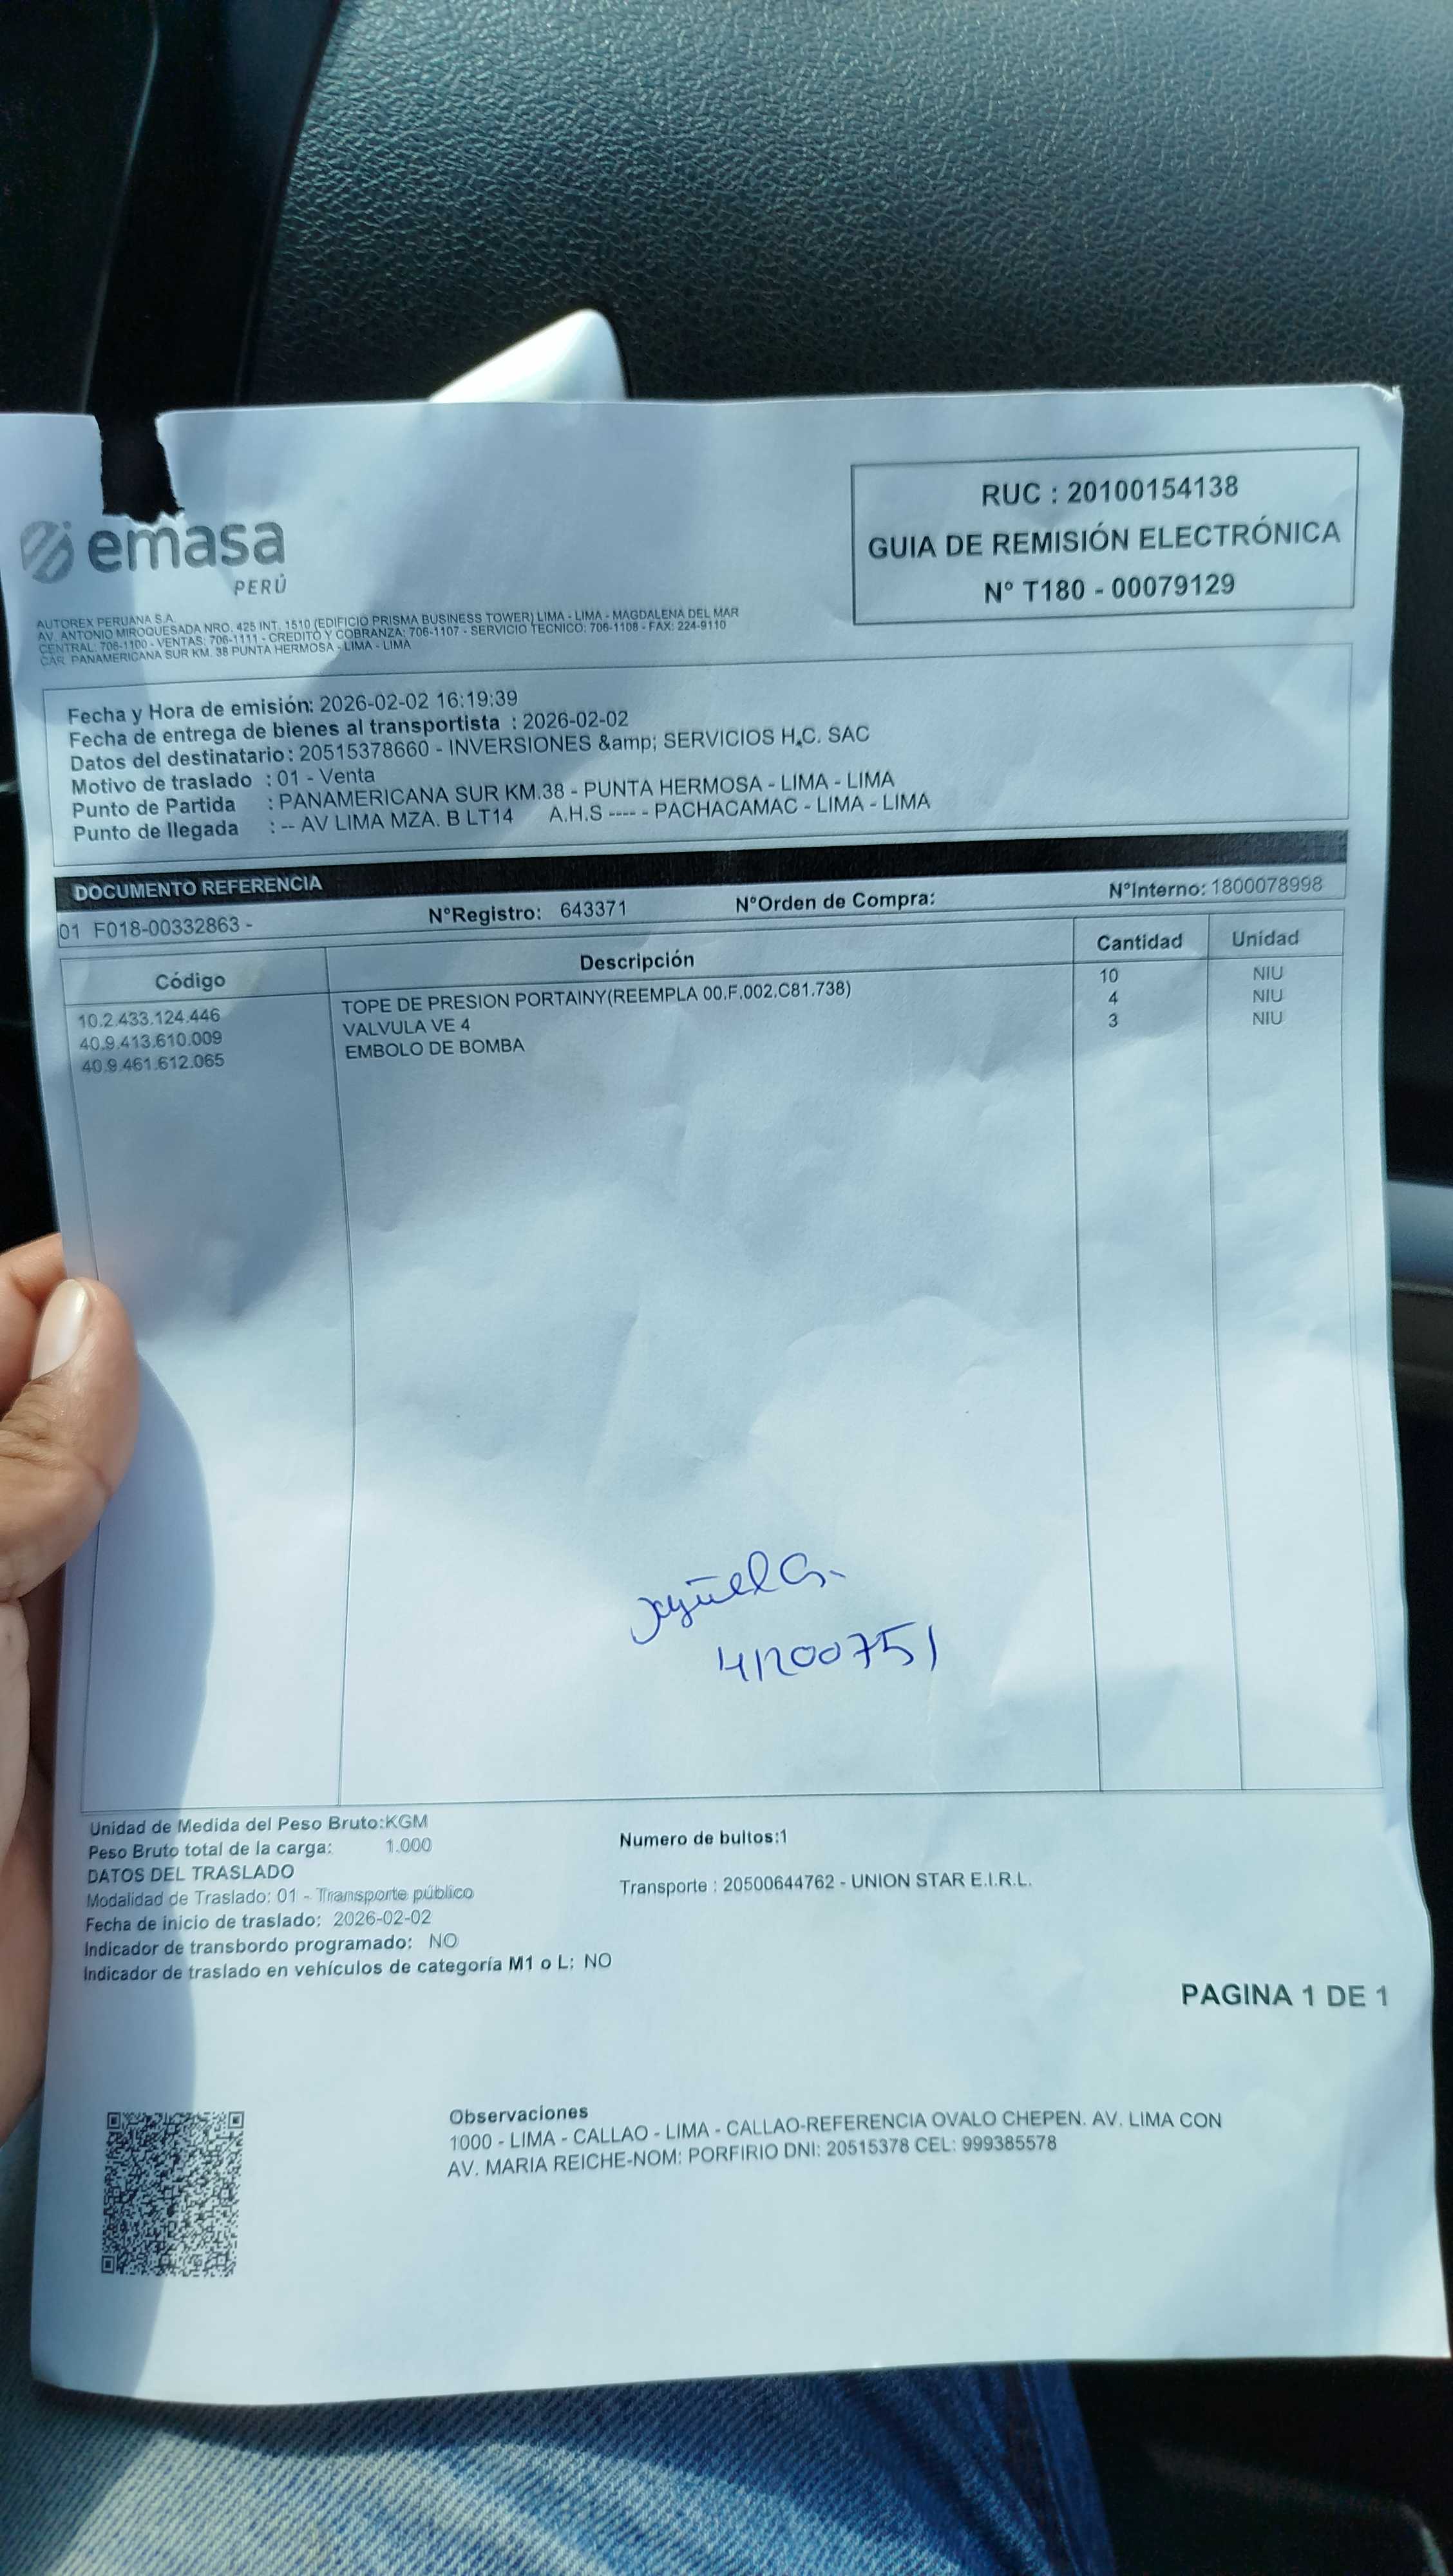 emasa
PERÚ
RUC : 20100154138
GUIA DE REMISIÓN ELECTRÓNICA
N° T180 - 00079129
AUTOREX PERUANA S.A.
AV. ANTONIO MIROQUESADA NRO. 425 INT. 1510 (EDIFICIO PRISMA BUSINESS TOWER) LIMA - LIMA - MAGDALENA DEL MAR
CENTRAL: 706-1100 - VENTAS: 706-1111 - CREDITO Y COBRANZA: 706-1107 - SERVICIO TECNICO: 706-1108 - FAX: 224-9110
CAR. PANAMERICANA SUR KM. 38 PUNTA HERMOSA - LIMA - LIMA
Fecha y Hora de emisión: 2026-02-02 16:19:39
Fecha de entrega de bienes al transportista : 2026-02-02
Datos del destinatario : 20515378660 - INVERSIONES &amp; SERVICIOS H.C. SAC
Motivo de traslado : 01 - Venta
Punto de Partida : PANAMERICANA SUR KM.38 - PUNTA HERMOSA - LIMA - LIMA
Punto de llegada : -- AV LIMA MZA. B LT14 A.H.S ---- - PACHACAMAC - LIMA - LIMA
DOCUMENTO REFERENCIA
01 F018-00332863 - N°Registro: 643371 N°Orden de Compra: N°Interno: 1800078998
Código Descripción Cantidad Unidad
10.2.433.124.446 TOPE DE PRESION PORTAINY(REEMPLA 00.F.002.C81.738) 10 NIU
40.9.413.610.009 VALVULA VE 4 4 NIU
40.9.461.612.065 EMBOLO DE BOMBA 3 NIU
41200751
Unidad de Medida del Peso Bruto:KGM
Peso Bruto total de la carga: 1.000 Numero de bultos:1
DATOS DEL TRASLADO
Modalidad de Traslado: 01 - Transporte público Transporte : 20500644762 - UNION STAR E.I.R.L.
Fecha de inicio de traslado: 2026-02-02
Indicador de transbordo programado: NO
Indicador de traslado en vehículos de categoría M1 o L: NO
PAGINA 1 DE 1
Observaciones
1000 - LIMA - CALLAO - LIMA - CALLAO-REFERENCIA OVALO CHEPEN. AV. LIMA CON
AV. MARIA REICHE-NOM: PORFIRIO DNI: 20515378 CEL: 999385578